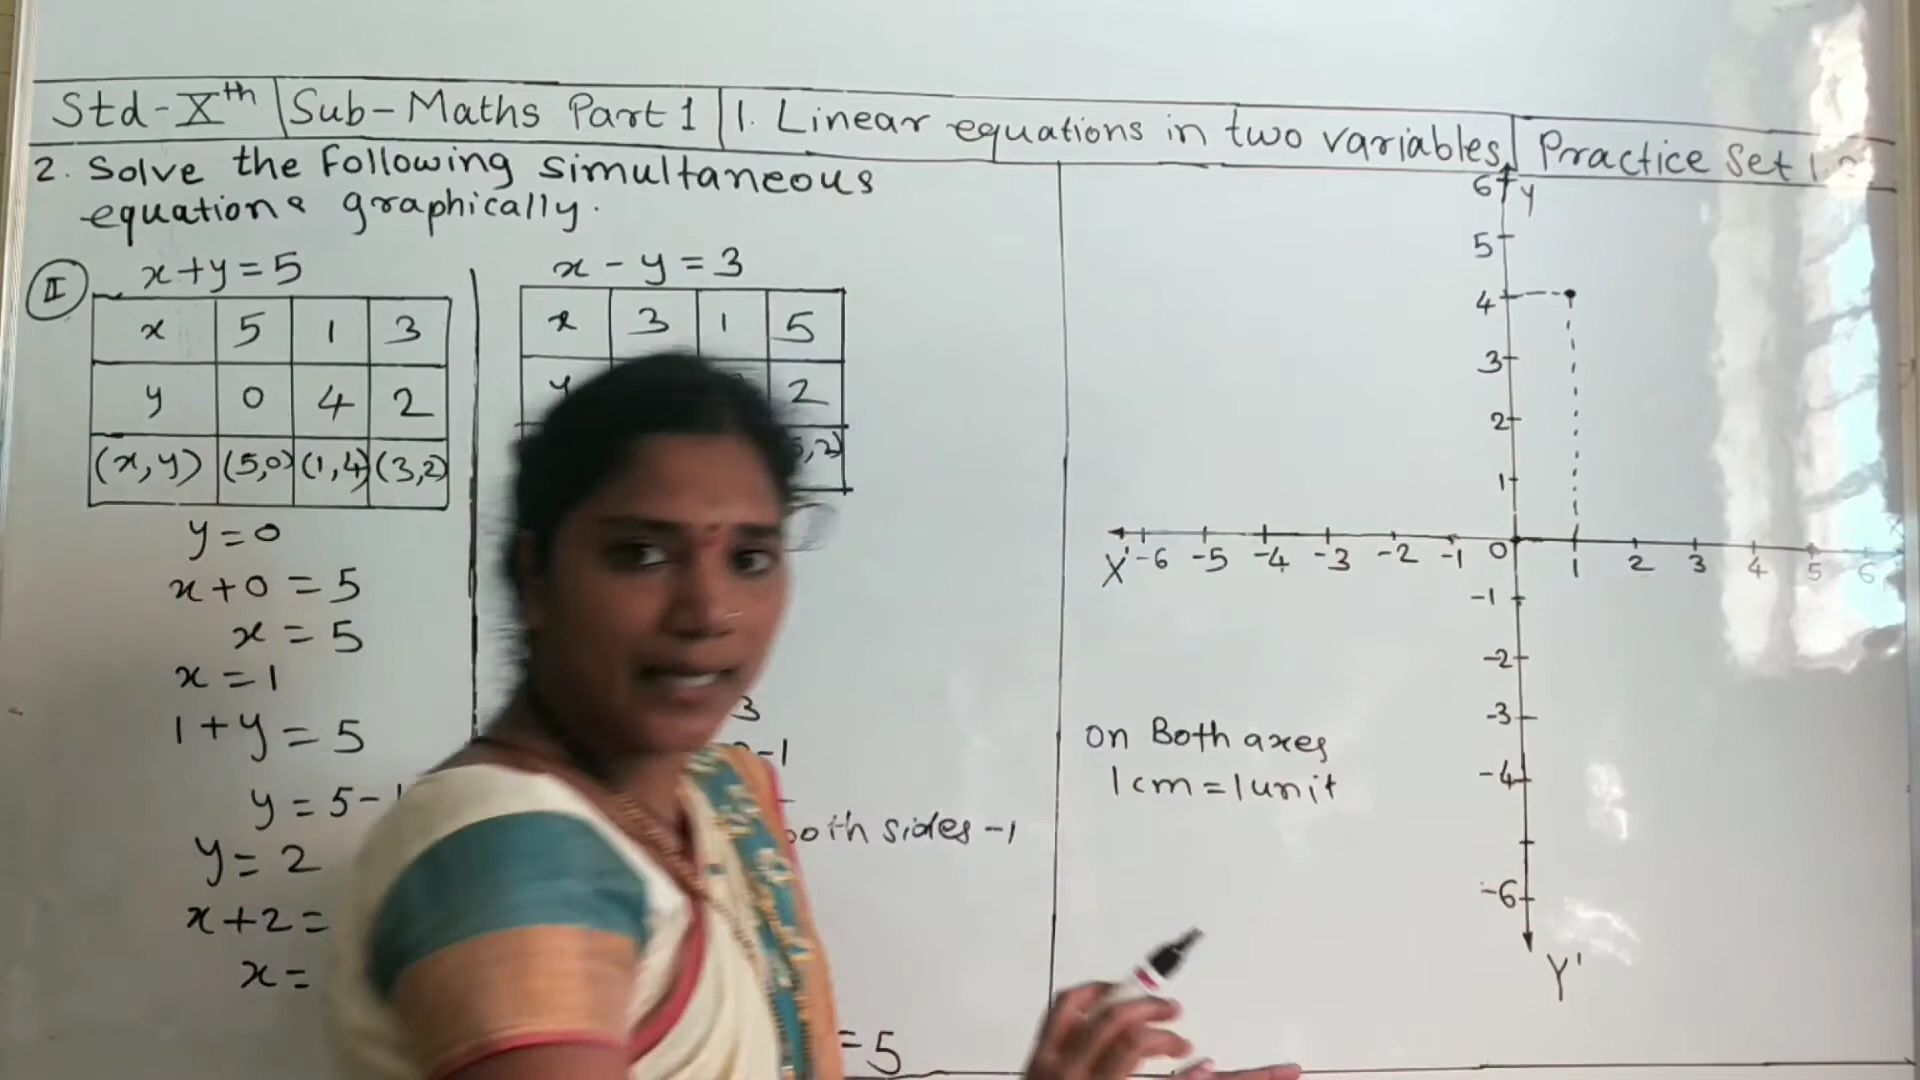 Std-Xth Sub-Maths Part 1 1. Linear equations in two variables Practice Set
2. Solve the Following simultaneous
equations graphically.
II x+y=5
x 5 1 3
y 0 4 2
(x,y) (5,0) (1,4) (3,2)
y=0
x+0=5
x=5
x=1
1+y=5
y=5-1
y=2
x+2=
x=
x-y=3
x 3 1 5
y 2
5,2)
3
-1
both sides -1
=5
6 y
5
4
3
2
1
X' -6 -5 -4 -3 -2 -1 0 1 2 3 4 5 6
-1
-2
-3
-4
-6
Y'
on Both axes
1cm=1unit